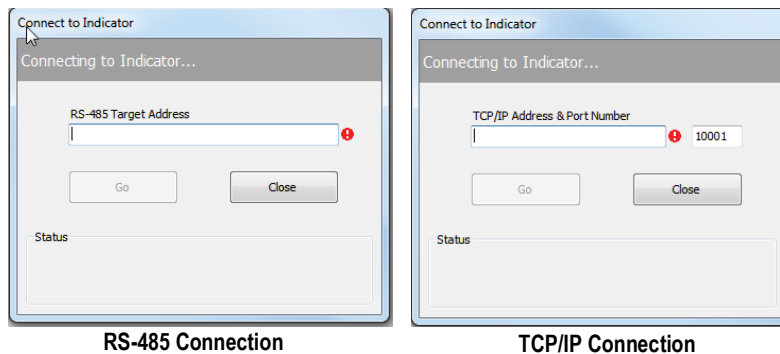 Connect to Indicator
Connecting to Indicator...
RS-485 Target Address
Go
Close
Status
RS-485 Connection
Connect to Indicator
Connecting to Indicator...
TCP/IP Address & Port Number
10001
Go
Close
Status
TCP/IP Connection